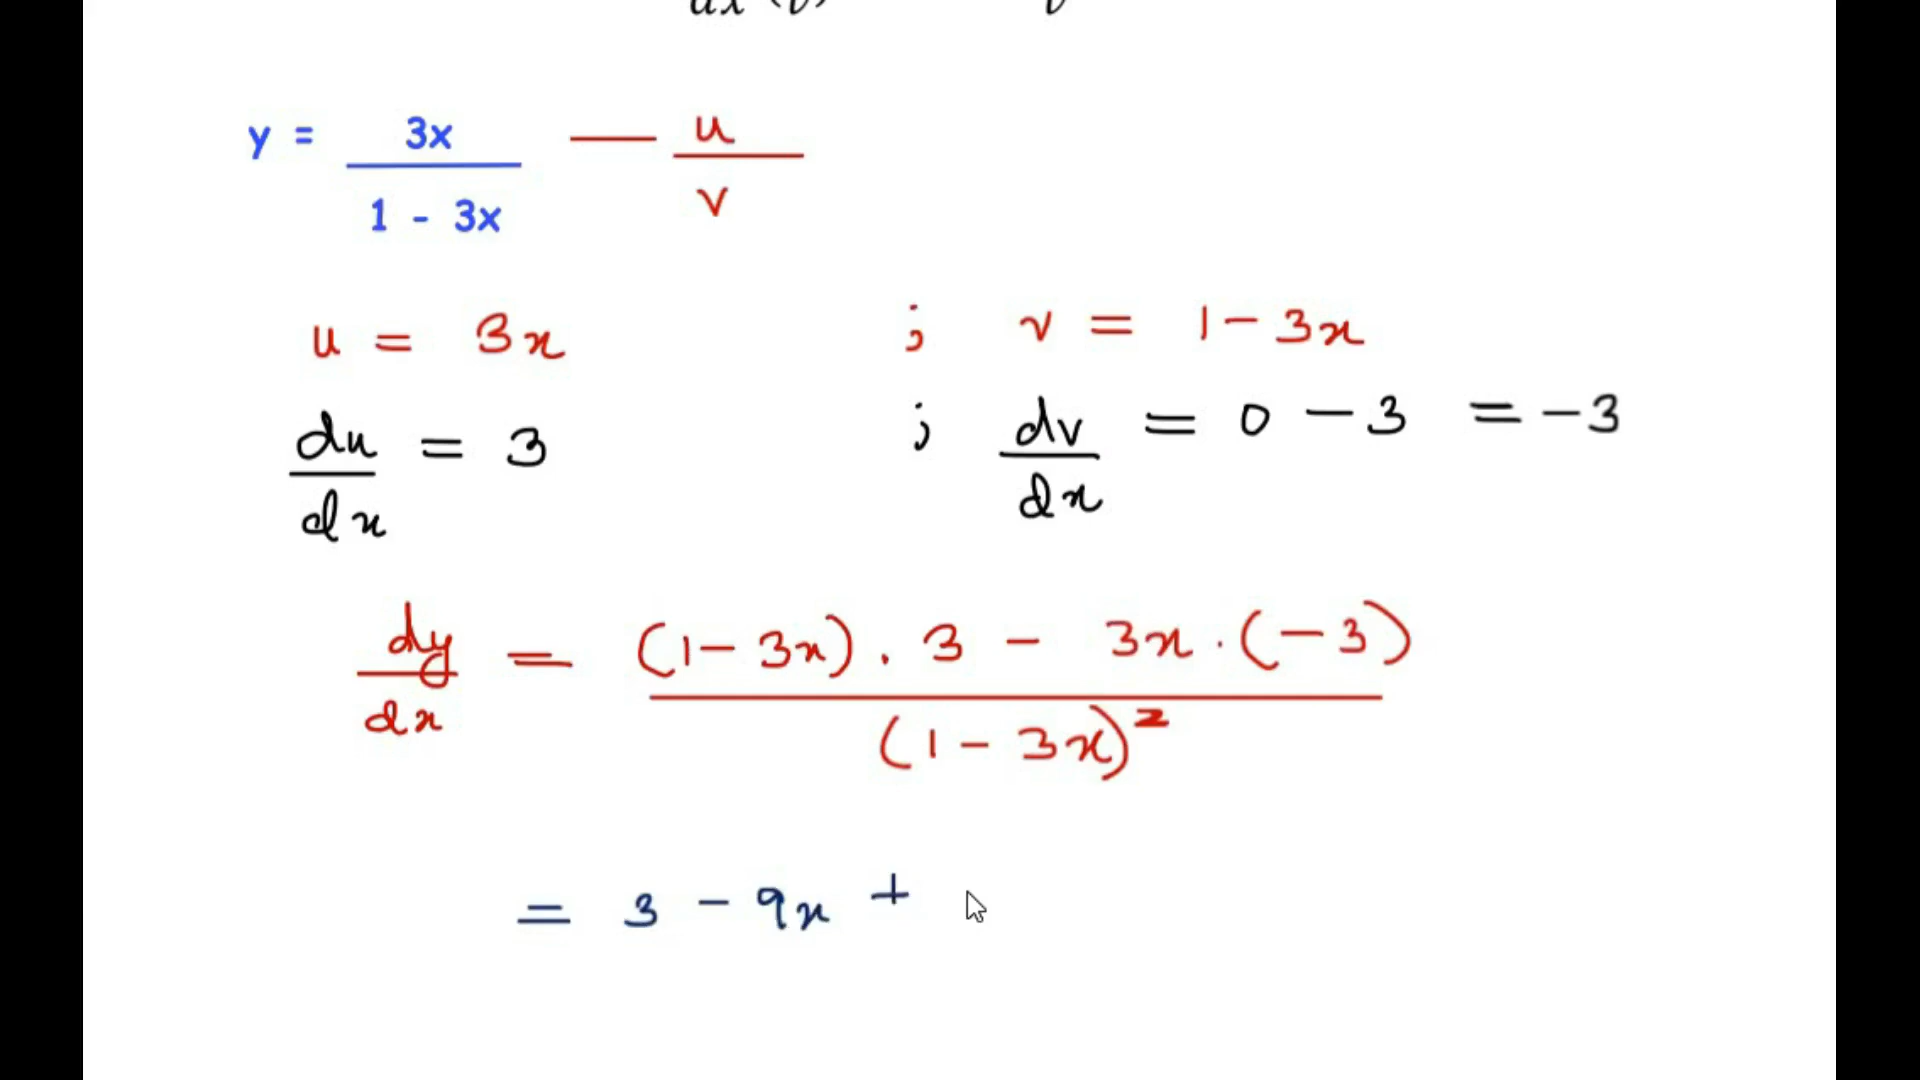 dx (v) v
y = 3x / 1 - 3x — u / v
u = 3x ; v = 1 - 3x
du/dx = 3 ; dv/dx = 0 - 3 = -3
dy/dx = (1 - 3x) . 3 - 3x . (-3) / (1 - 3x)²
= 3 - 9x +